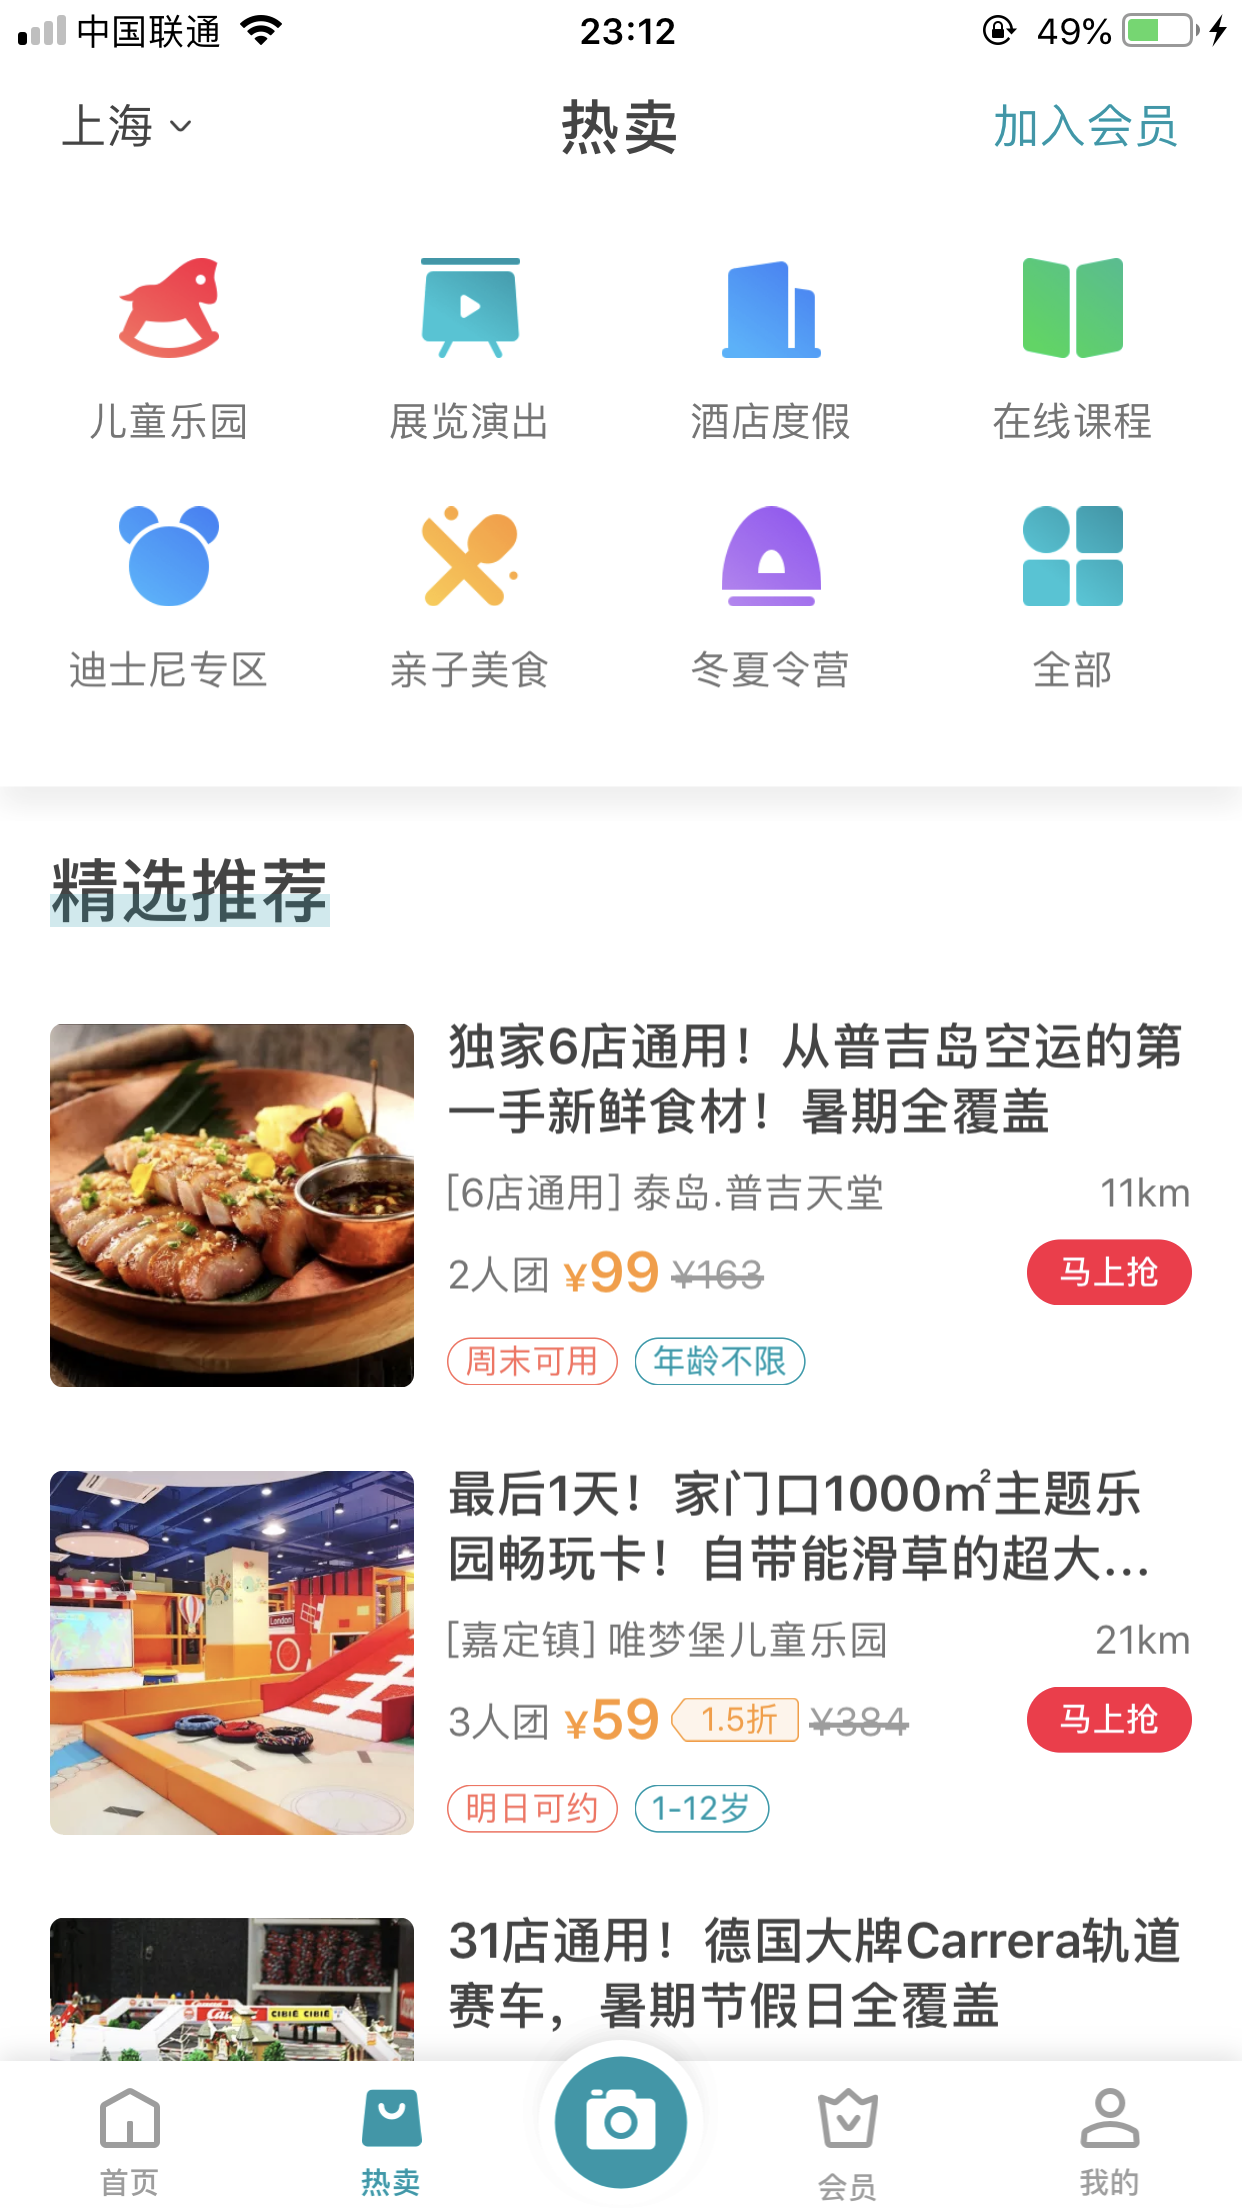 中国联通
23:12
49%
上海
热卖
加入会员
儿童乐园
展览演出
酒店度假
在线课程
迪士尼专区
亲子美食
冬夏令营
全部
精选推荐
独家6店通用！从普吉岛空运的第
一手新鲜食材！暑期全覆盖
[6店通用] 泰岛.普吉天堂
11km
2人团 ¥99 ¥163
马上抢
周末可用
年龄不限
最后1天！家门口1000㎡主题乐
园畅玩卡！自带能滑草的超大...
[嘉定镇] 唯梦堡儿童乐园
21km
3人团 ¥59 1.5折 ¥384
马上抢
明日可约
1-12岁
London
31店通用！德国大牌Carrera轨道
赛车，暑期节假日全覆盖
CIBIE CIBIE
首页
热卖
会员
我的